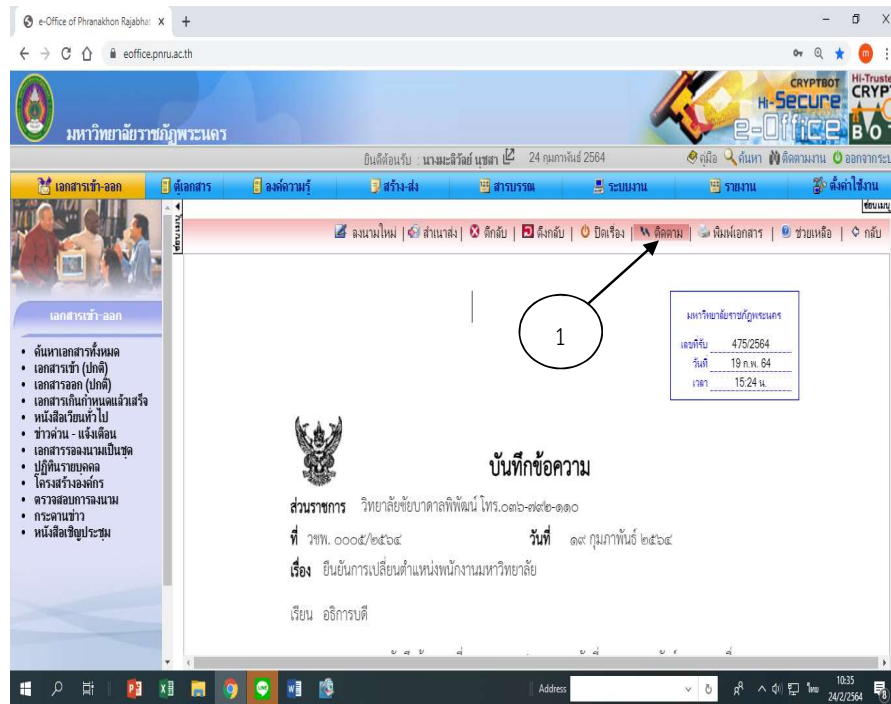 e-Office of Phranakhon Rajabhat
eoffice.pnru.ac.th
มหาวิทยาลัยราชภัฏพระนคร
CRYPTBOT
Hi-Secure
e-Office
Hi-Truste
CRYP
BO
ยินดีต้อนรับ : นางมะลิวัลย์ นุชสา 24 กุมภาพันธ์ 2564 คู่มือ ค้นหา ติดตามงาน ออกจากระบ
เอกสารเข้า-ออก ตู้เอกสาร องค์ความรู้ สร้าง-ส่ง สารบรรณ ระบบงาน รายงาน ตั้งค่าใช้งาน
ซ่อนเมนู
ลงนามใหม่ | สำเนาส่ง | ตีกลับ | ดึงกลับ | ปิดเรื่อง | ติดตาม | พิมพ์เอกสาร | ช่วยเหลือ | กลับ
เอกสารเข้า-ออก
ค้นหาเอกสารทั้งหมด
เอกสารเข้า (ปกติ)
เอกสารออก (ปกติ)
เอกสารเกินกำหนดแล้วเสร็จ
หนังสือเวียนทั่วไป
ข่าวด่วน - แจ้งเตือน
เอกสารรอลงนามเป็นชุด
ปฏิทินรายบุคคล
โครงสร้างองค์กร
ตรวจสอบการลงนาม
กระดานข่าว
หนังสือเชิญประชุม
1
มหาวิทยาลัยราชภัฏพระนคร
เลขที่รับ 475/2564
วันที่ 19 ก.พ. 64
เวลา 15:24 น.
บันทึกข้อความ
ส่วนราชการ วิทยาลัยชัยบาดาลพิพัฒน์ โทร.๐๓๖-๗๙๒-๑๑๐
ที่ วชพ. ๐๐๐๕/๒๕๖๔ วันที่ ๑๙ กุมภาพันธ์ ๒๕๖๔
เรื่อง ยืนยันการเปลี่ยนตำแหน่งพนักงานมหาวิทยาลัย
เรียน อธิการบดี
Address
ไทย
10:35
24/2/2564
8